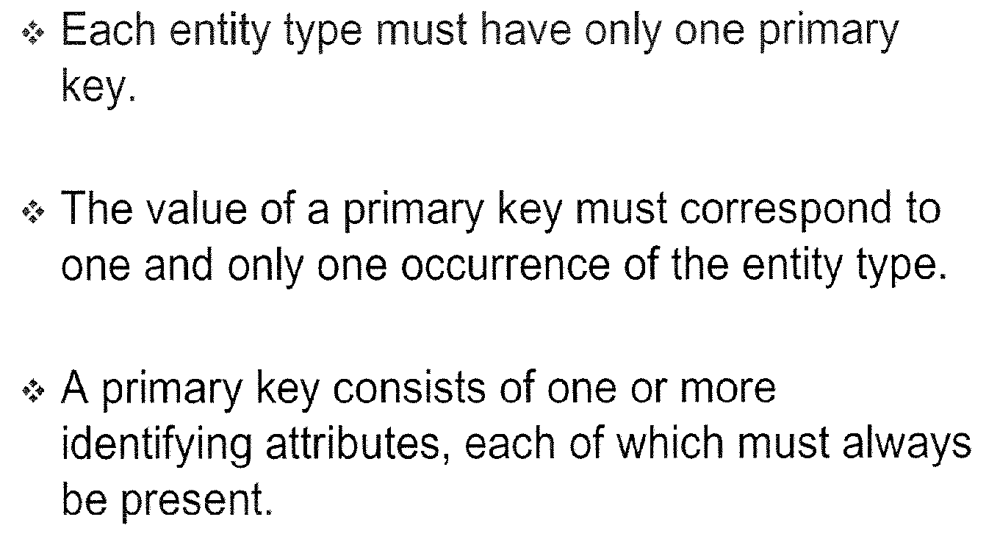 ❖ Each entity type must have only one primary
key.
❖ The value of a primary key must correspond to
one and only one occurrence of the entity type.
❖ A primary key consists of one or more
identifying attributes, each of which must always
be present.